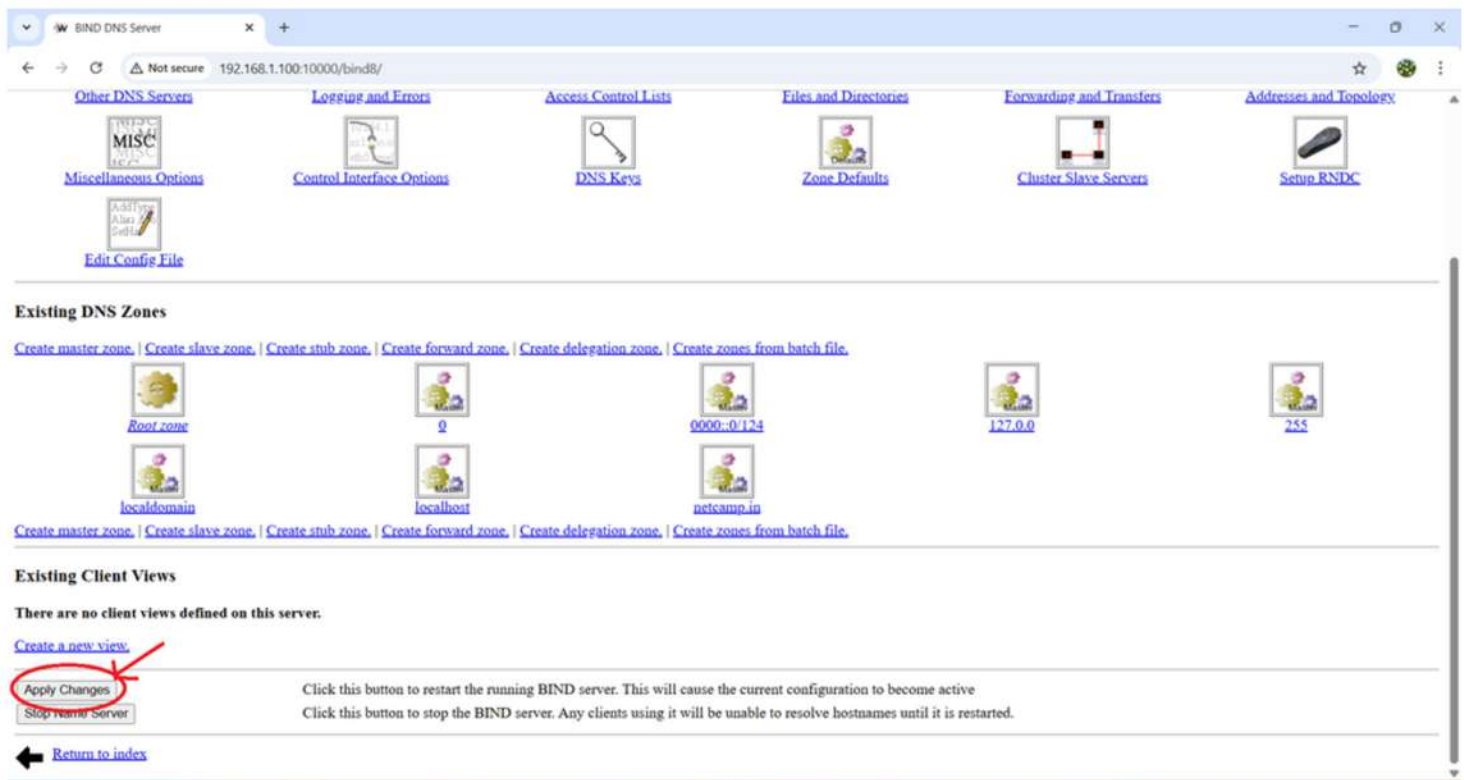 BIND DNS Server
Not secure 192.168.1.100:10000/bind8/
Other DNS Servers Logging and Errors Access Control Lists Files and Directories Forwarding and Transfers Addresses and Topology
MISC
Miscellaneous Options Control Interface Options DNS Keys Zone Defaults Cluster Slave Servers Setup RNDC
Edit Config File
Existing DNS Zones
Create master zone. | Create slave zone. | Create stub zone. | Create forward zone. | Create delegation zone. | Create zones from batch file.
Root zone 0 0000::0/124 127.0.0 255
localdomain localhost netcamp.in
Create master zone. | Create slave zone. | Create stub zone. | Create forward zone. | Create delegation zone. | Create zones from batch file.
Existing Client Views
There are no client views defined on this server.
Create a new view.
Apply Changes Click this button to restart the running BIND server. This will cause the current configuration to become active
Stop Name Server Click this button to stop the BIND server. Any clients using it will be unable to resolve hostnames until it is restarted.
Return to index